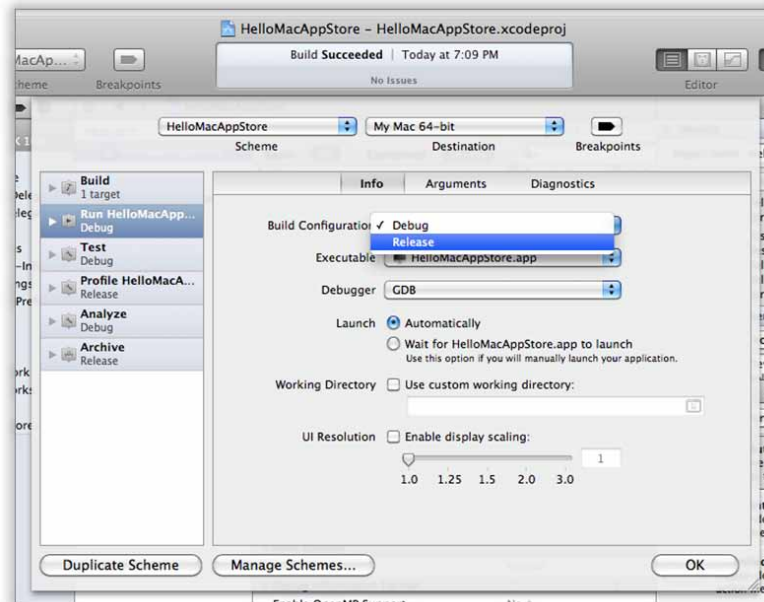 HelloMacAppStore – HelloMacAppStore.xcodeproj
Build Succeeded | Today at 7:09 PM
No Issues
MacAp...
Breakpoints
Editor
HelloMacAppStore
My Mac 64-bit
Scheme
Destination
Breakpoints
Info
Arguments
Diagnostics
Build
1 target
Run HelloMacApp...
Debug
Test
Debug
Profile HelloMacA...
Release
Analyze
Debug
Archive
Release
Build Configuration
✓ Debug
Release
Executable
HelloMacAppStore.app
Debugger
GDB
Launch
Automatically
Wait for HelloMacAppStore.app to launch
Use this option if you will manually launch your application.
Working Directory
Use custom working directory:
UI Resolution
Enable display scaling:
1
1.0 1.25 1.5 2.0 3.0
Duplicate Scheme
Manage Schemes...
OK